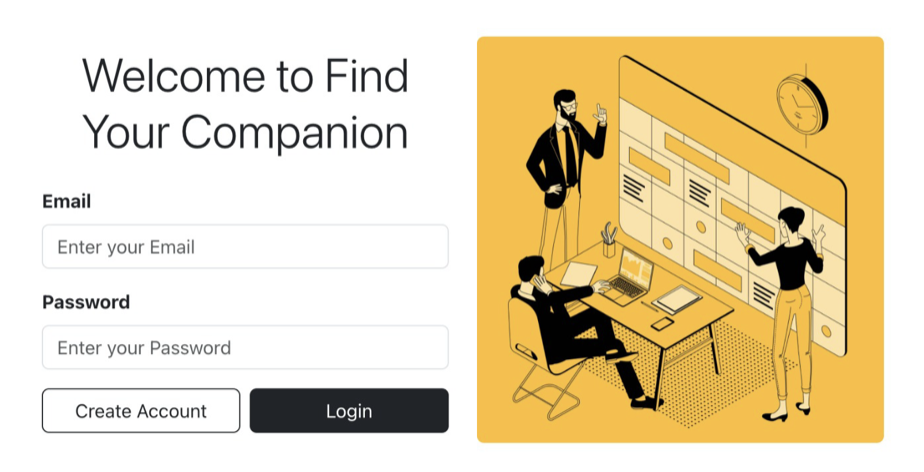 Welcome to Find
Your Companion
Email
Enter your Email
Password
Enter your Password
Create Account
Login